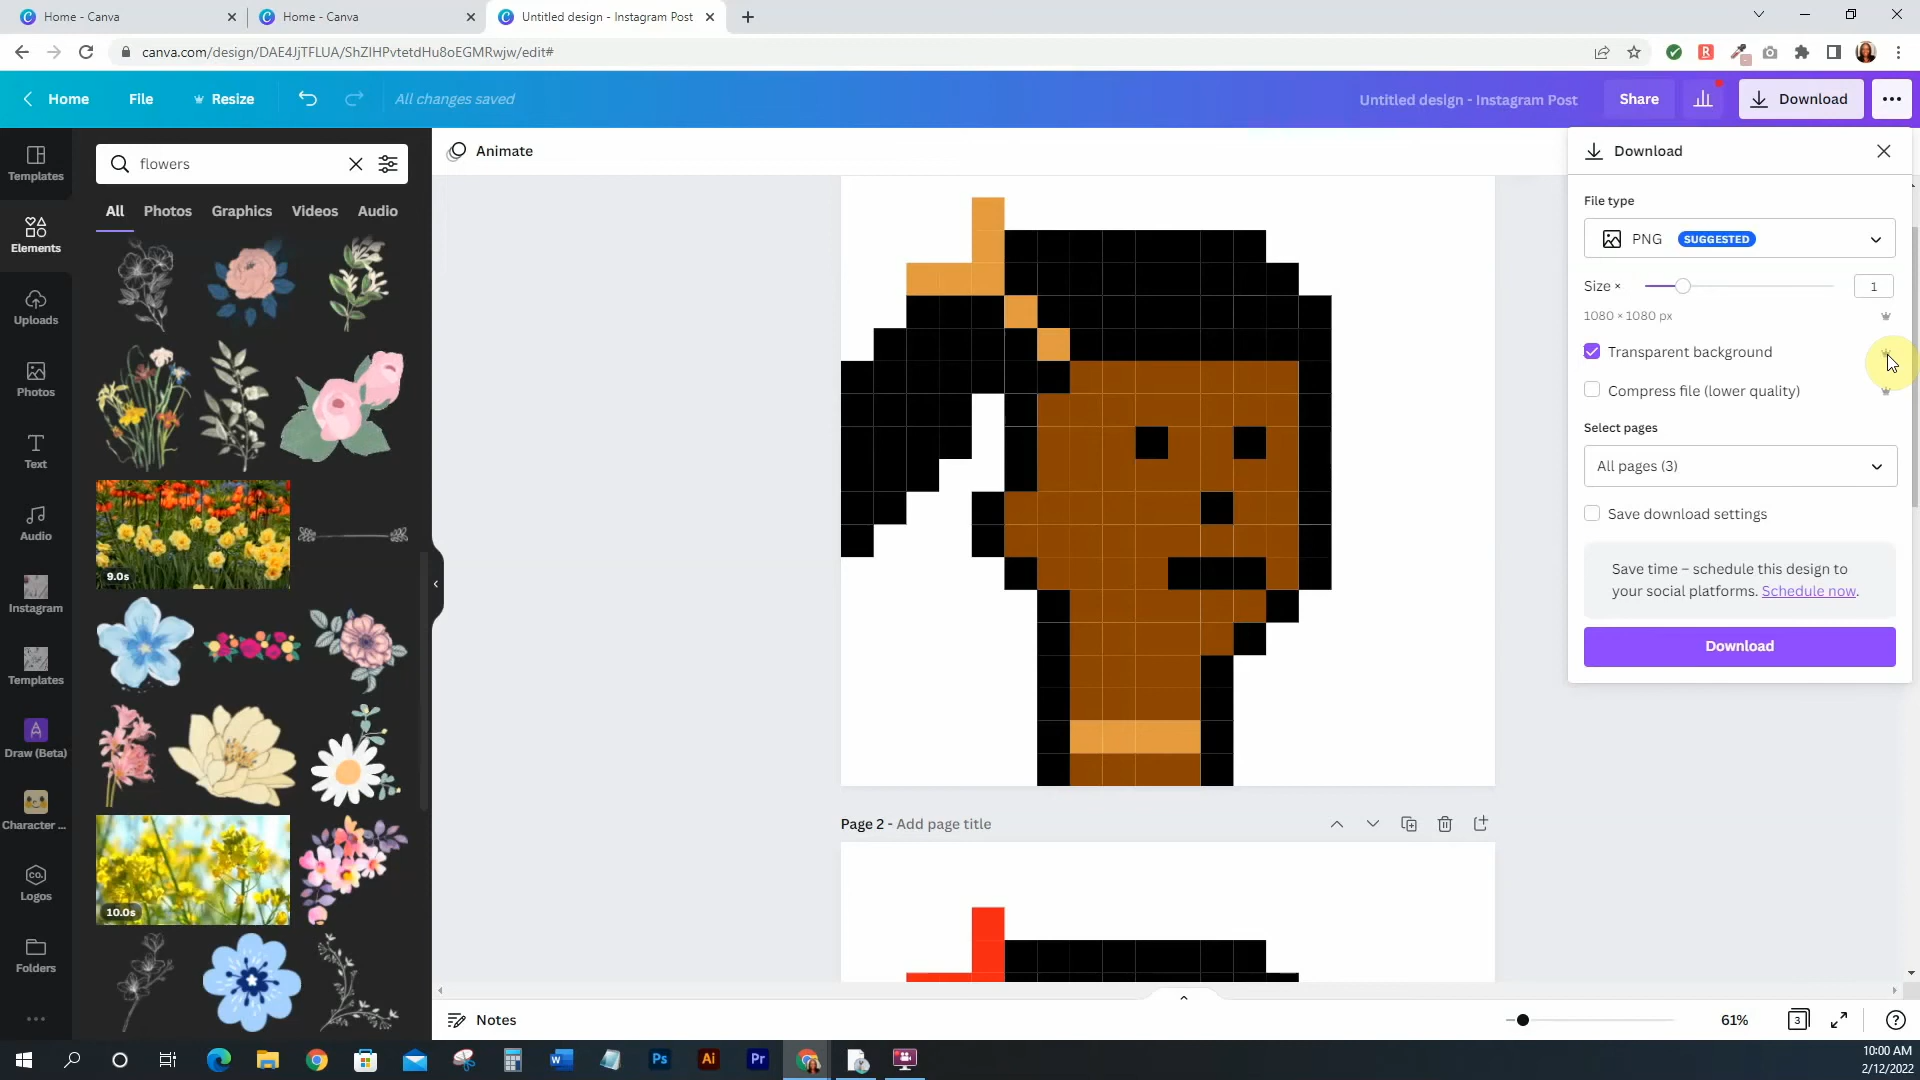 Home - Canva
Home - Canva
Untitled design - Instagram Post
canva.com/design/DAE4JjTFLUA/ShZIHPvtetdHu8oEGMRwjw/edit#
Home
File
Resize
All changes saved
Untitled design - Instagram Post
Share
Download
Templates
Elements
Uploads
Photos
Text
Audio
Instagram
Templates
Draw (Beta)
Character ...
Logos
Folders
flowers
All
Photos
Graphics
Videos
Audio
9.0s
10.0s
Animate
Page 2 - Add page title
Notes
61%
3
Download
File type
PNG
SUGGESTED
Size ×
1
1080 × 1080 px
Transparent background
Compress file (lower quality)
Select pages
All pages (3)
Save download settings
Save time – schedule this design to
your social platforms. Schedule now.
Download
CO.
Ps
Ai
Pr
10:00 AM
2/12/2022